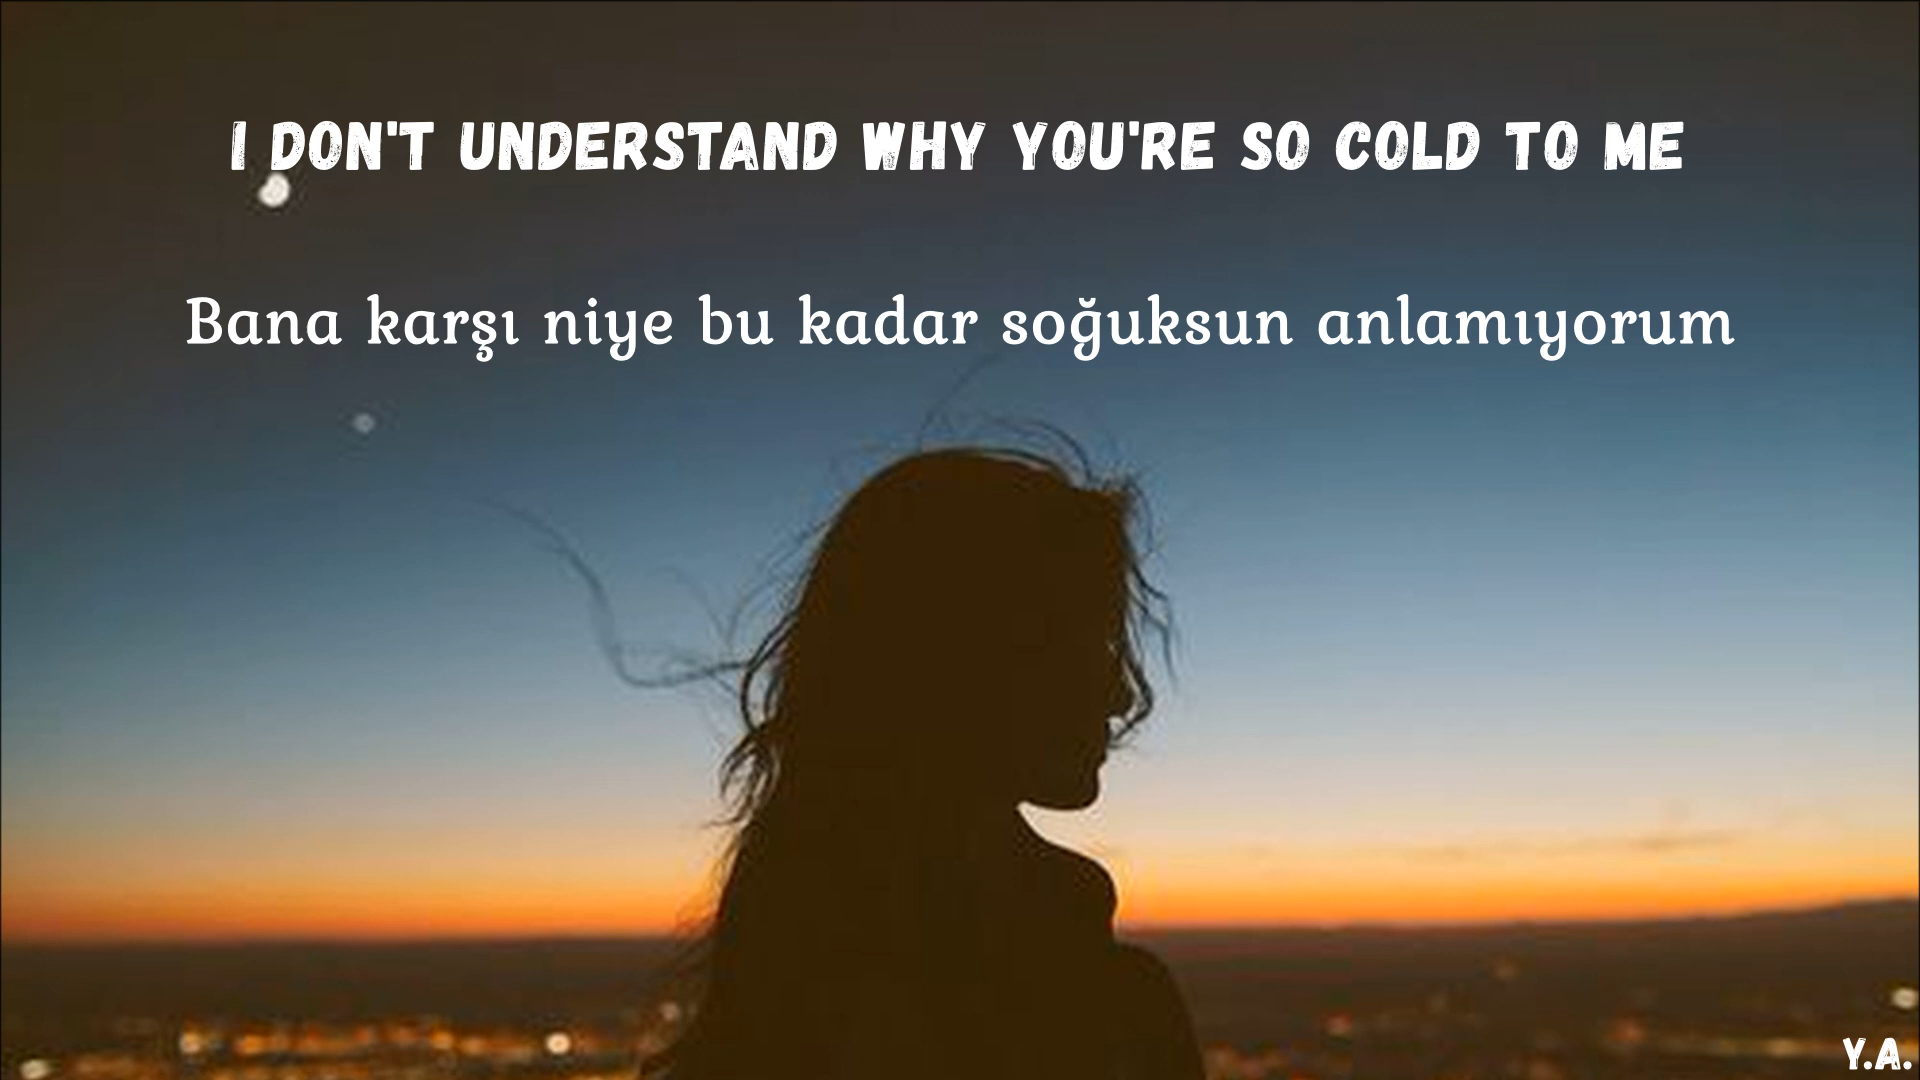 I DON'T UNDERSTAND WHY YOU'RE SO COLD TO ME
Bana karşı niye bu kadar soğuksun anlamıyorum
Y.A.